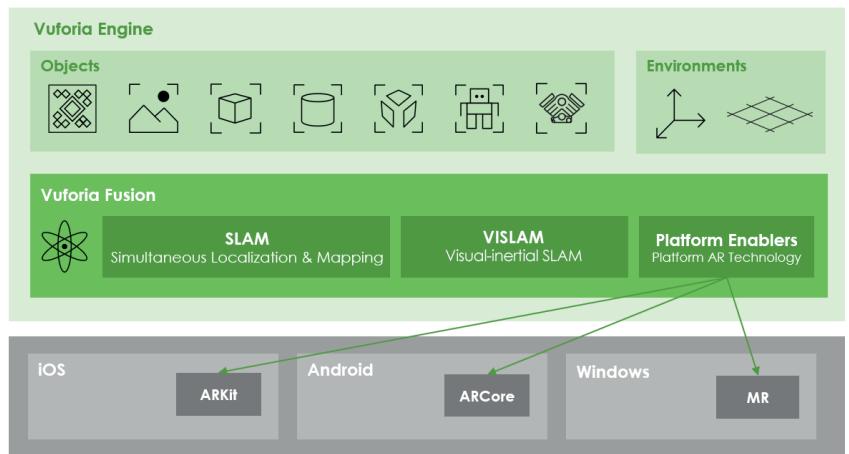 Vuforia Engine
Objects
Environments
Vuforia Fusion
SLAM
Simultaneous Localization & Mapping
VISLAM
Visual-inertial SLAM
Platform Enablers
Platform AR Technology
iOS
ARKit
Android
ARCore
Windows
MR